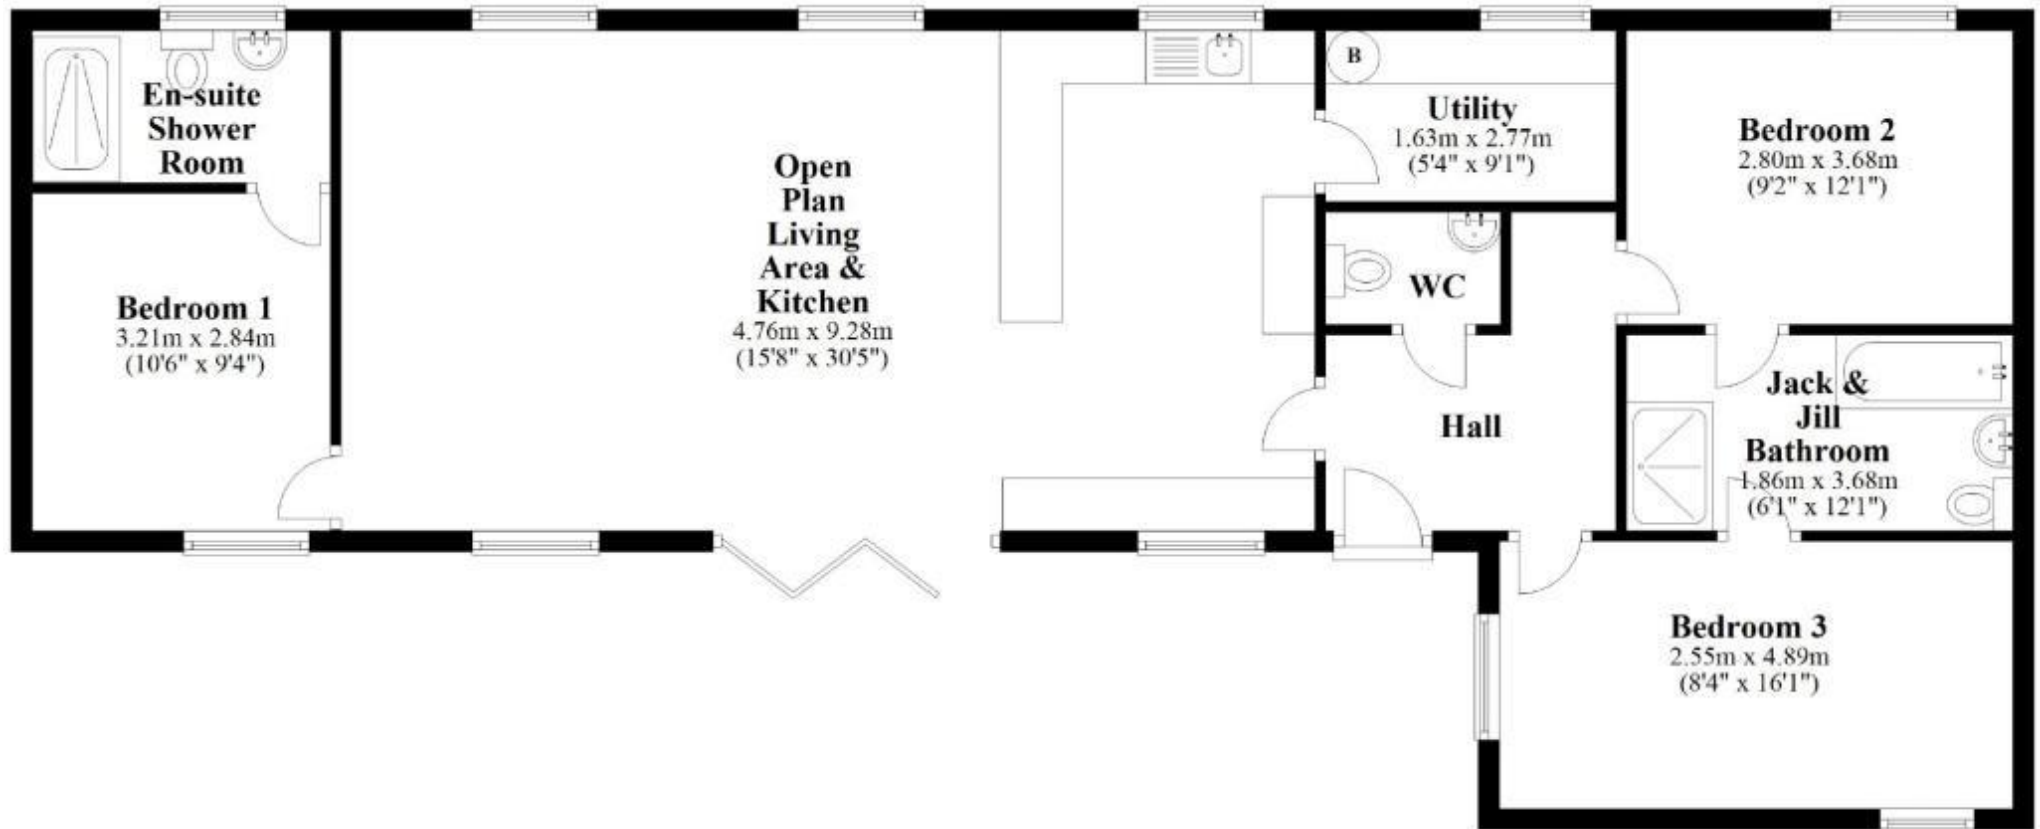 En-suite
Shower
Room
Bedroom 1
3.21m x 2.84m
(10'6" x 9'4")
Open
Plan
Living
Area &
Kitchen
4.76m x 9.28m
(15'8" x 30'5")
B
Utility
1.63m x 2.77m
(5'4" x 9'1")
WC
Hall
Bedroom 2
2.80m x 3.68m
(9'2" x 12'1")
Jack &
Jill
Bathroom
1.86m x 3.68m
(6'1" x 12'1")
Bedroom 3
2.55m x 4.89m
(8'4" x 16'1")